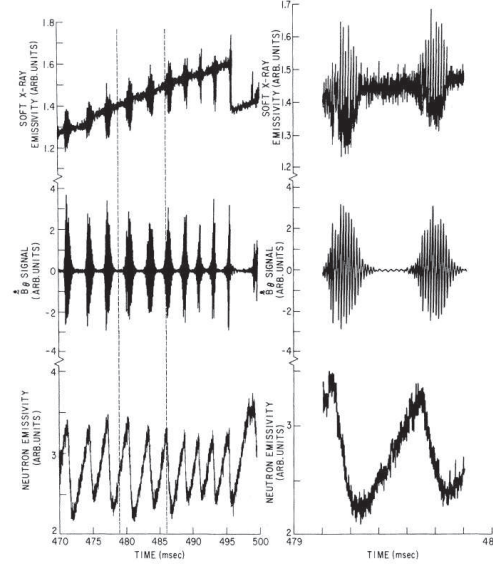 SOFT X-RAY
EMISSIVITY (ARB. UNITS)
1.8
1.6
1.4
1.2
SOFT X-RAY
EMISSIVITY (ARB. UNITS)
1.7
1.6
1.5
1.4
1.3
1.2
Ḃθ SIGNAL
(ARB. UNITS)
4
2
0
-2
-4
Ḃθ SIGNAL
(ARB. UNITS)
4
2
0
-2
-4
NEUTRON EMISSIVITY
(ARB. UNITS)
4
3
2
NEUTRON EMISSIVITY
(ARB. UNITS)
3
2
470 475 480 485 490 495 500
TIME (msec)
479 48
TIME (msec)